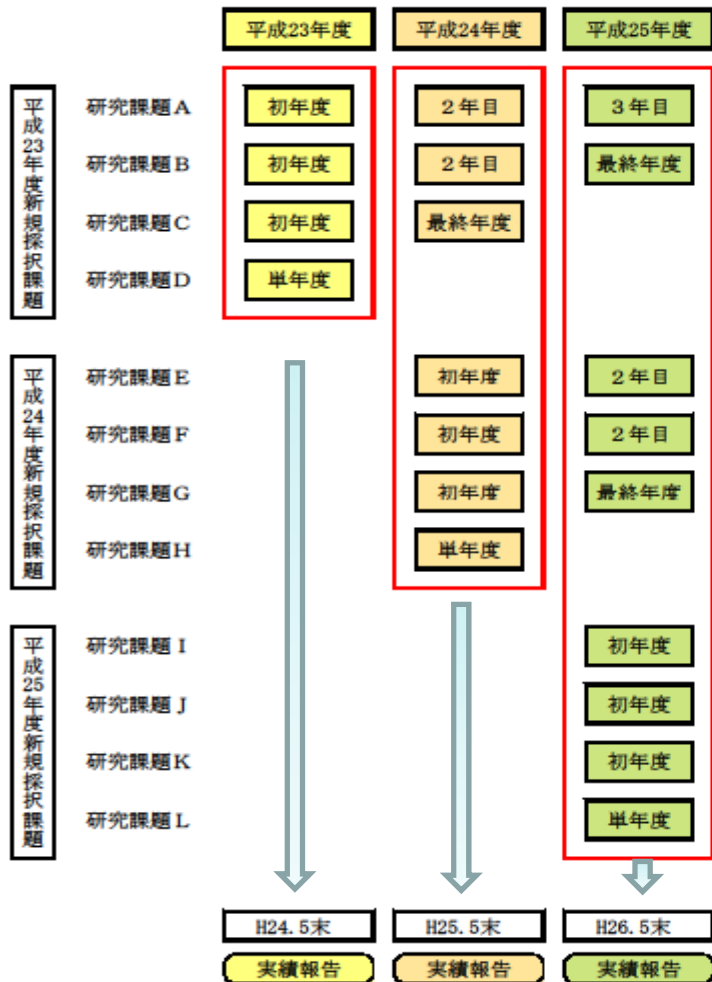 平成23年度 平成24年度 平成25年度
平成23年度新規採択課題
研究課題A 初年度 2年目 3年目
研究課題B 初年度 2年目 最終年度
研究課題C 初年度 最終年度
研究課題D 単年度
平成24年度新規採択課題
研究課題E 初年度 2年目
研究課題F 初年度 2年目
研究課題G 初年度 最終年度
研究課題H 単年度
平成25年度新規採択課題
研究課題I 初年度
研究課題J 初年度
研究課題K 初年度
研究課題L 単年度
H24.5末 H25.5末 H26.5末
実績報告 実績報告 実績報告